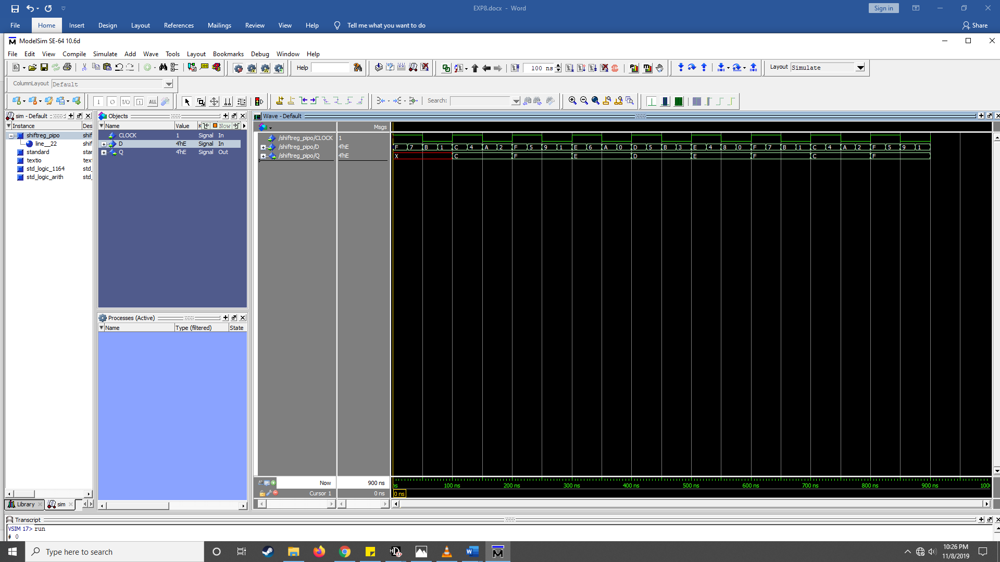 EXP8.docx - Word
Sign in
File Home Insert Design Layout References Mailings Review View Help Tell me what you want to do
Share
ModelSim SE-64 10.6d
File Edit View Compile Simulate Add Wave Tools Layout Bookmarks Debug Window Help
Help
100 ns
Layout Simulate
ColumnLayout Default
Search:
sim - Default
Instance Des
shiftreg_pipo shif
line__22 shif
standard star
textio text
std_logic_1164 std_
std_logic_arith std_
Objects
Name Value K Now
CLOCK 1 Signal In
D 4'hE Signal In
Q 4'hE Signal Out
Processes (Active)
Name Type (filtered) State
Wave - Default
Msgs
/shiftreg_pipo/CLOCK 1
/shiftreg_pipo/D 4'hE F 7 B 1 C 4 A 2 F 5 9 1 E 6 A 0 D 5 B 3 E 4 8 0 F 7 B 1 C 4 A 2 F 5 9 1
/shiftreg_pipo/Q 4'hE X C F E D E F C F
Now 900 ns
Cursor 1 0 ns
ns 100 ns 200 ns 300 ns 400 ns 500 ns 600 ns 700 ns 800 ns 900 ns 100
0 ns
Library sim
Transcript
VSIM 17> run
# 0
Type here to search
10:26 PM
11/8/2019